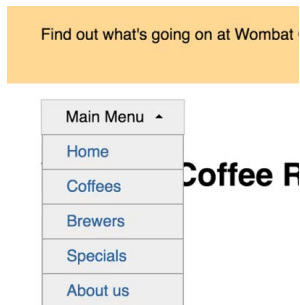 Find out what's going on at Wombat
Main Menu
Home
Coffee R
Coffees
Brewers
Specials
About us